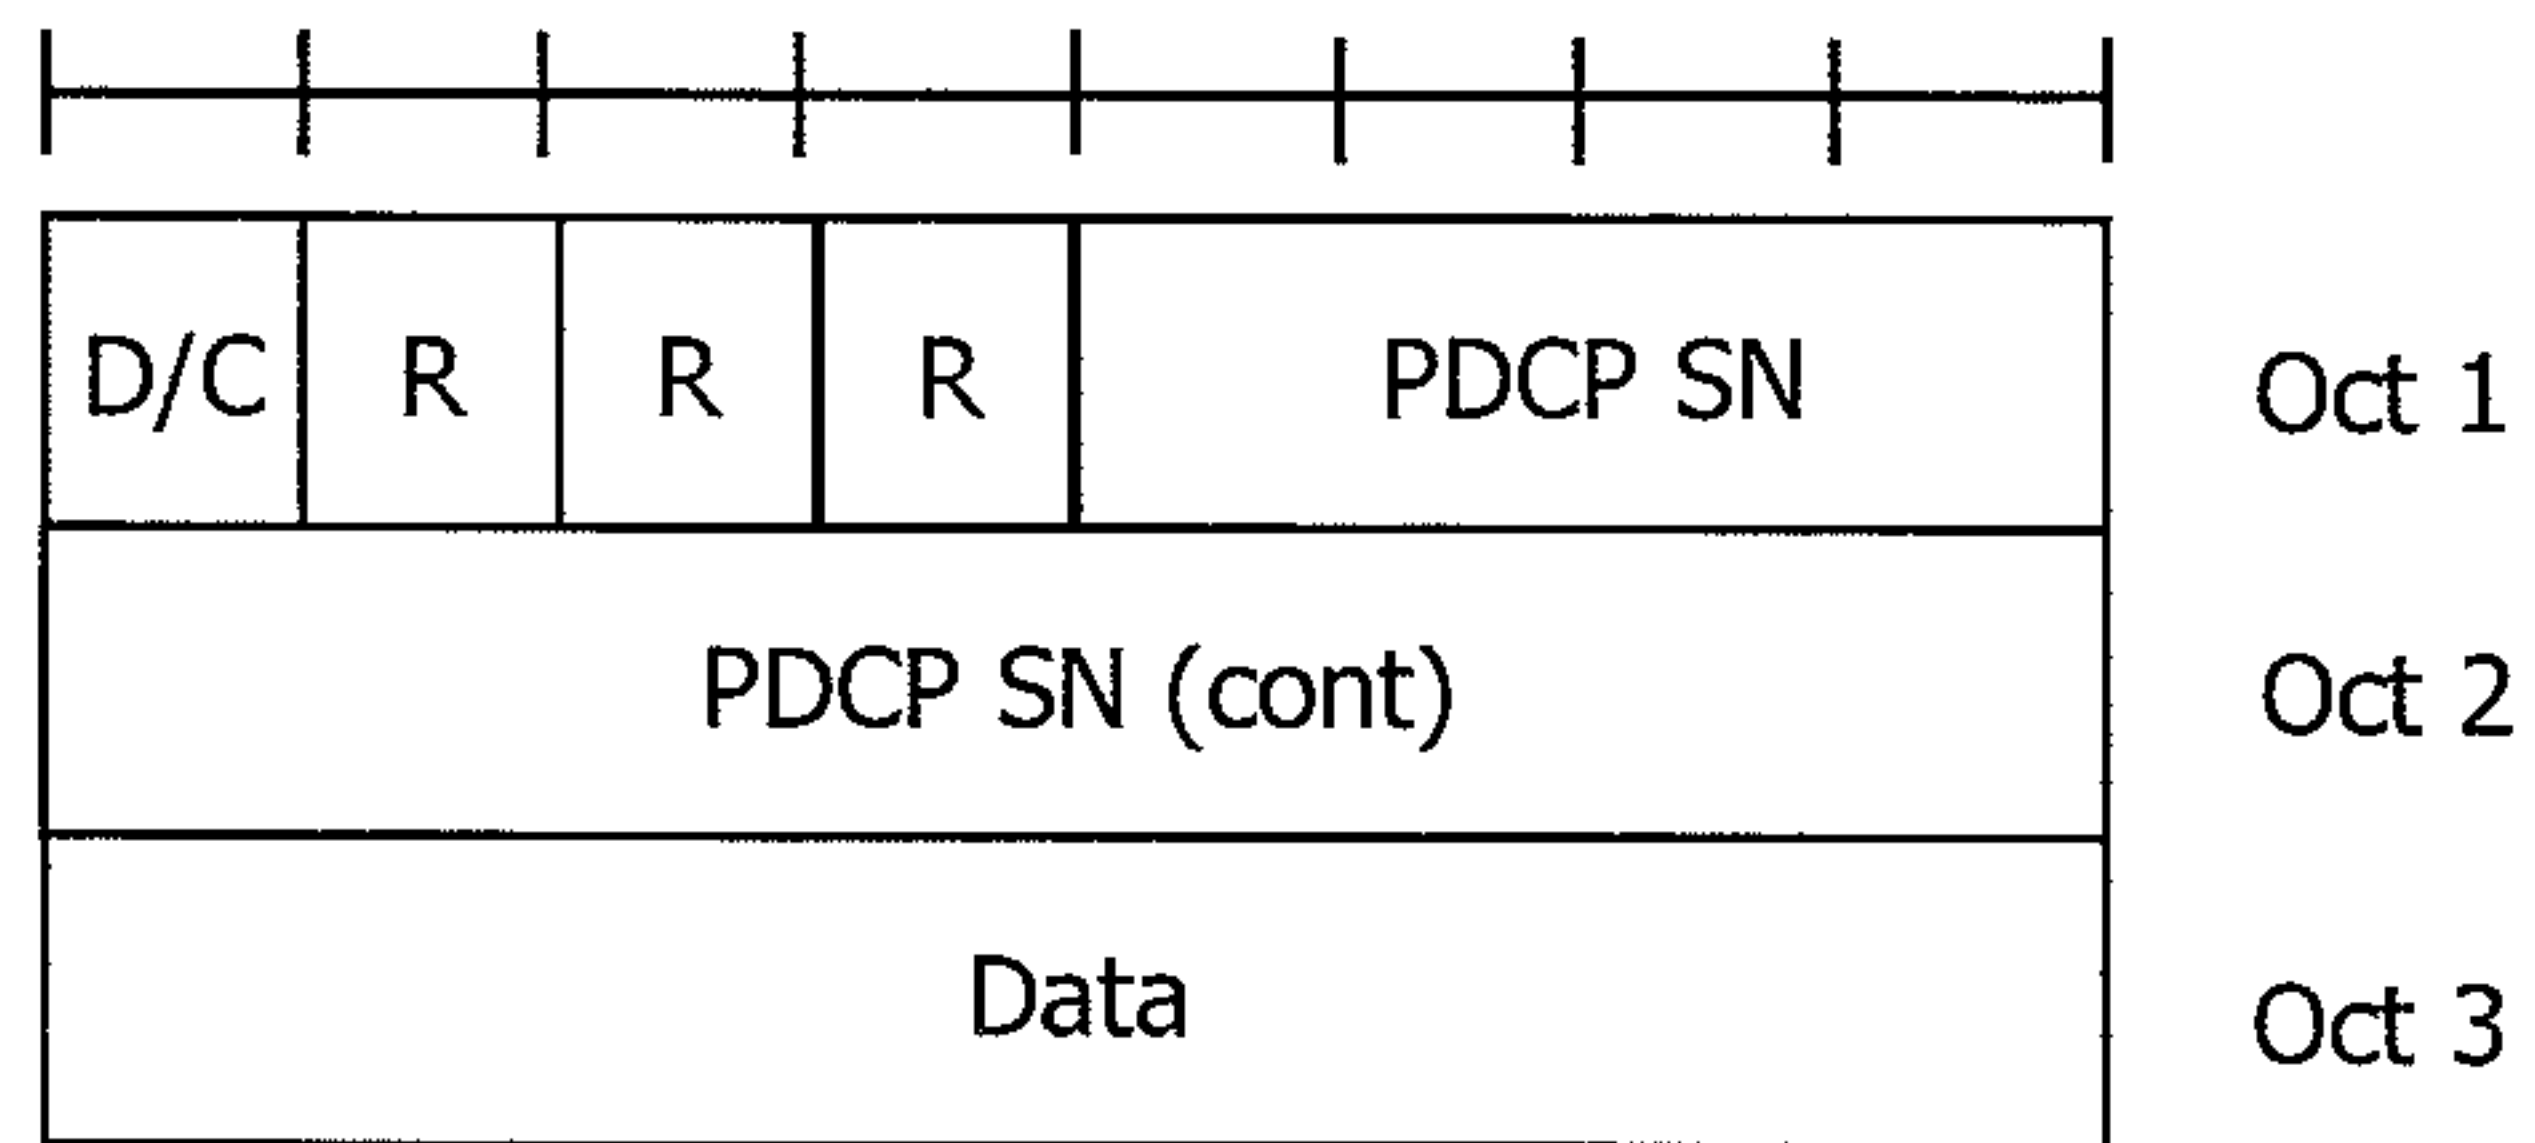 D/C R R R PDCP SN Oct 1
PDCP SN (cont) Oct 2
Data Oct 3